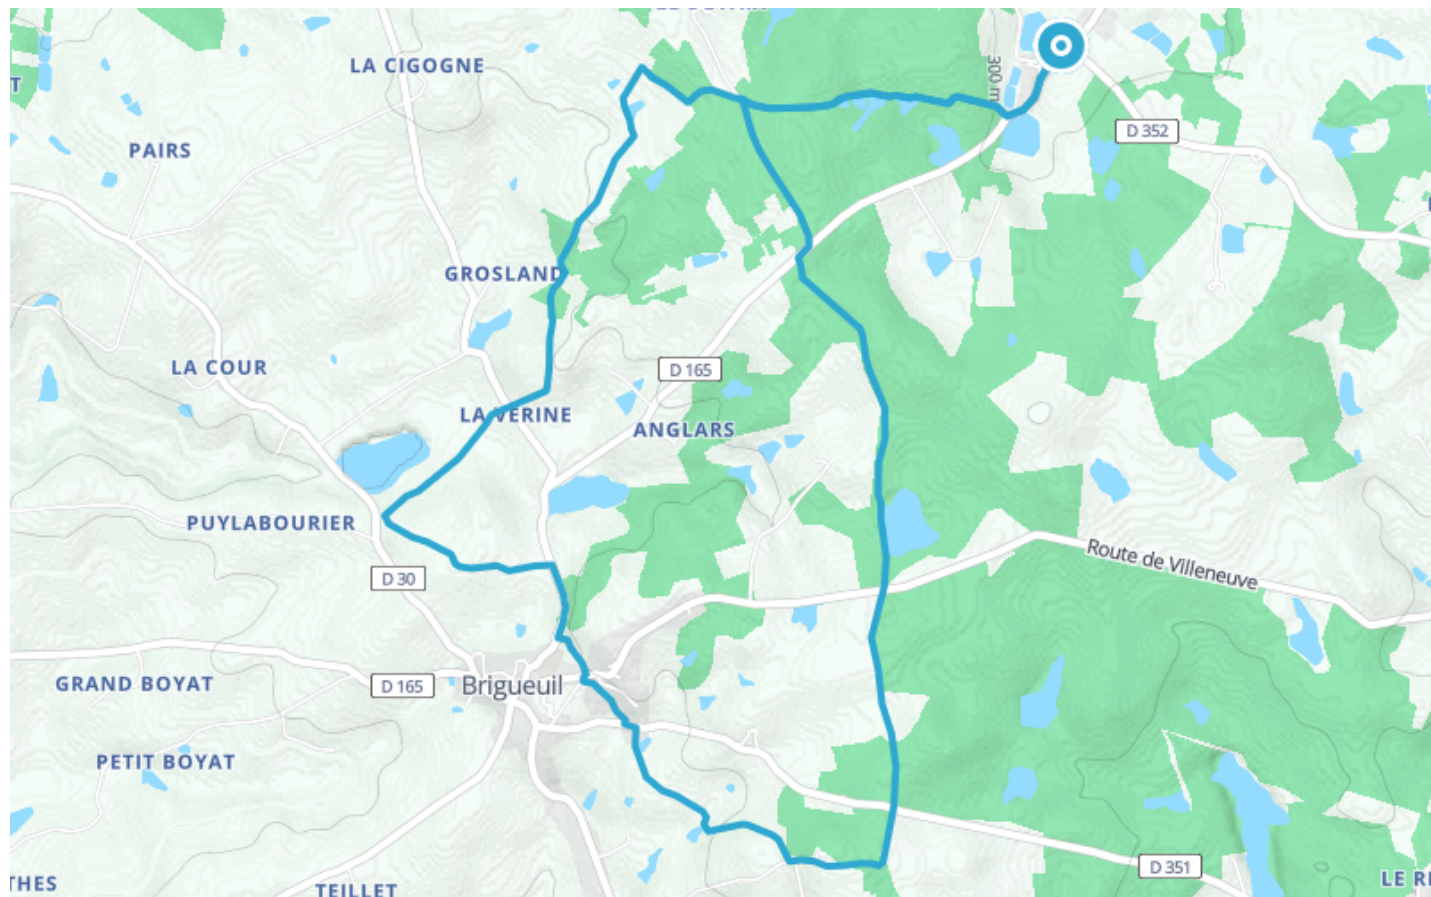 LA CIGOGNE
300 m
D 352
PAIRS
GROSLAND
LA COUR
D 165
LA VERINE
ANGLARS
PUYLABOURIER
Route de Villeneuve
D 30
GRAND BOYAT
D 165
Brigueuil
PETIT BOYAT
D 351
TEILLET